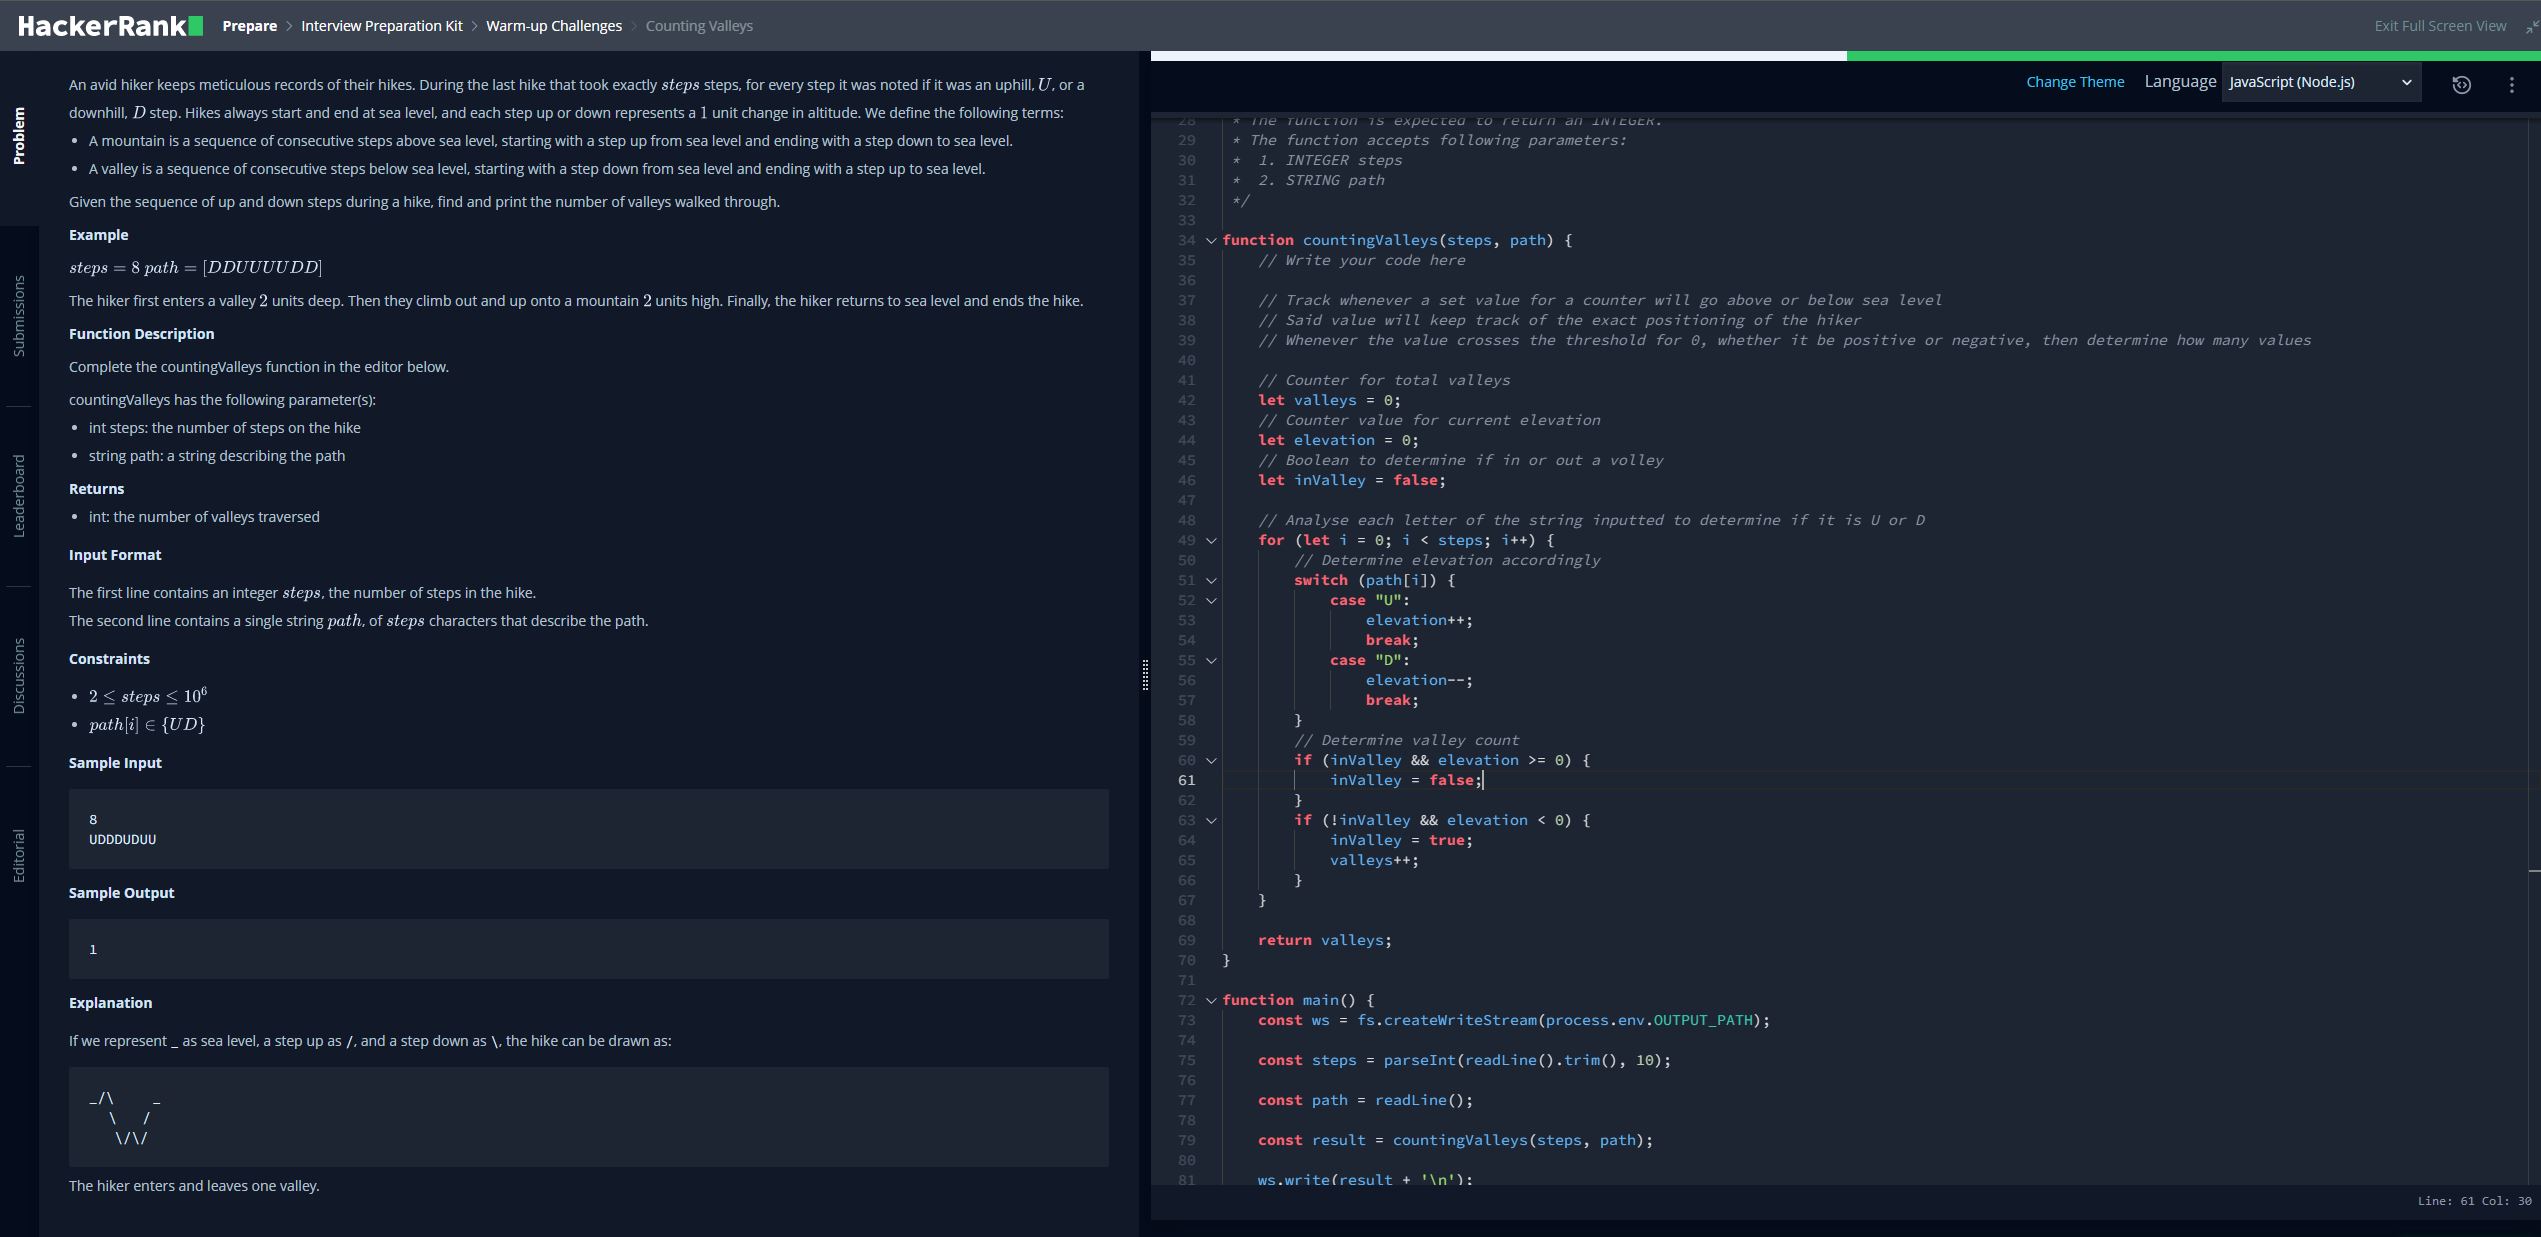 HackerRank Prepare > Interview Preparation Kit > Warm-up Challenges > Counting Valleys
Exit Full Screen View
Problem
Submissions
Leaderboard
Discussions
Editorial
An avid hiker keeps meticulous records of their hikes. During the last hike that took exactly steps steps, for every step it was noted if it was an uphill, U, or a
downhill, D step. Hikes always start and end at sea level, and each step up or down represents a 1 unit change in altitude. We define the following terms:
• A mountain is a sequence of consecutive steps above sea level, starting with a step up from sea level and ending with a step down to sea level.
• A valley is a sequence of consecutive steps below sea level, starting with a step down from sea level and ending with a step up to sea level.
Given the sequence of up and down steps during a hike, find and print the number of valleys walked through.
Example
steps = 8 path = [DDUUUUDD]
The hiker first enters a valley 2 units deep. Then they climb out and up onto a mountain 2 units high. Finally, the hiker returns to sea level and ends the hike.
Function Description
Complete the countingValleys function in the editor below.
countingValleys has the following parameter(s):
• int steps: the number of steps on the hike
• string path: a string describing the path
Returns
• int: the number of valleys traversed
Input Format
The first line contains an integer steps, the number of steps in the hike.
The second line contains a single string path, of steps characters that describe the path.
Constraints
• 2 ≤ steps ≤ 10⁶
• path[i] ∈ {UD}
Sample Input
8
UDDDUDUU
Sample Output
1
Explanation
If we represent _ as sea level, a step up as /, and a step down as \, the hike can be drawn as:
_/\      _
   \    /
    \/\/
The hiker enters and leaves one valley.
Change Theme Language JavaScript (Node.js)
28 * The function is expected to return an INTEGER.
29 * The function accepts following parameters:
30 *  1. INTEGER steps
31 *  2. STRING path
32 */
33
34 function countingValleys(steps, path) {
35     // Write your code here
36
37     // Track whenever a set value for a counter will go above or below sea level
38     // Said value will keep track of the exact positioning of the hiker
39     // Whenever the value crosses the threshold for 0, whether it be positive or negative, then determine how many values
40
41     // Counter for total valleys
42     let valleys = 0;
43     // Counter value for current elevation
44     let elevation = 0;
45     // Boolean to determine if in or out a volley
46     let inValley = false;
47
48     // Analyse each letter of the string inputted to determine if it is U or D
49     for (let i = 0; i < steps; i++) {
50         // Determine elevation accordingly
51         switch (path[i]) {
52             case "U":
53                 elevation++;
54                 break;
55             case "D":
56                 elevation--;
57                 break;
58         }
59         // Determine valley count
60         if (inValley && elevation >= 0) {
61             inValley = false;
62         }
63         if (!inValley && elevation < 0) {
64             inValley = true;
65             valleys++;
66         }
67     }
68
69     return valleys;
70 }
71
72 function main() {
73     const ws = fs.createWriteStream(process.env.OUTPUT_PATH);
74
75     const steps = parseInt(readLine().trim(), 10);
76
77     const path = readLine();
78
79     const result = countingValleys(steps, path);
80
81     ws.write(result + '\n');
Line: 61 Col: 30